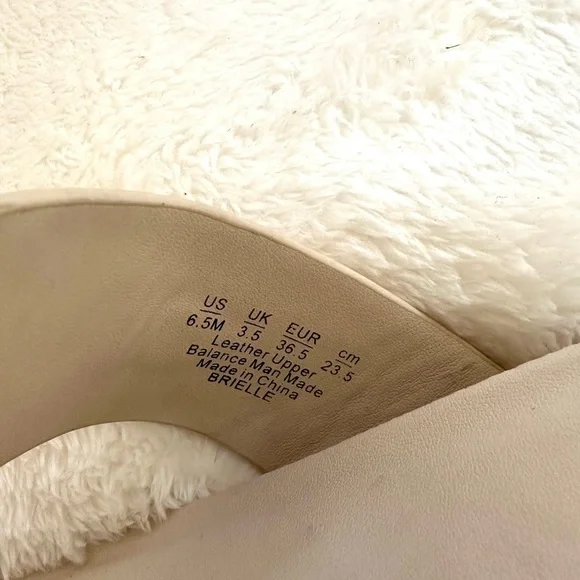 US UK EUR cm
6.5M 3.5 36.5 23.5
Leather Upper
Balance Man Made
Made in China
BRIELLE